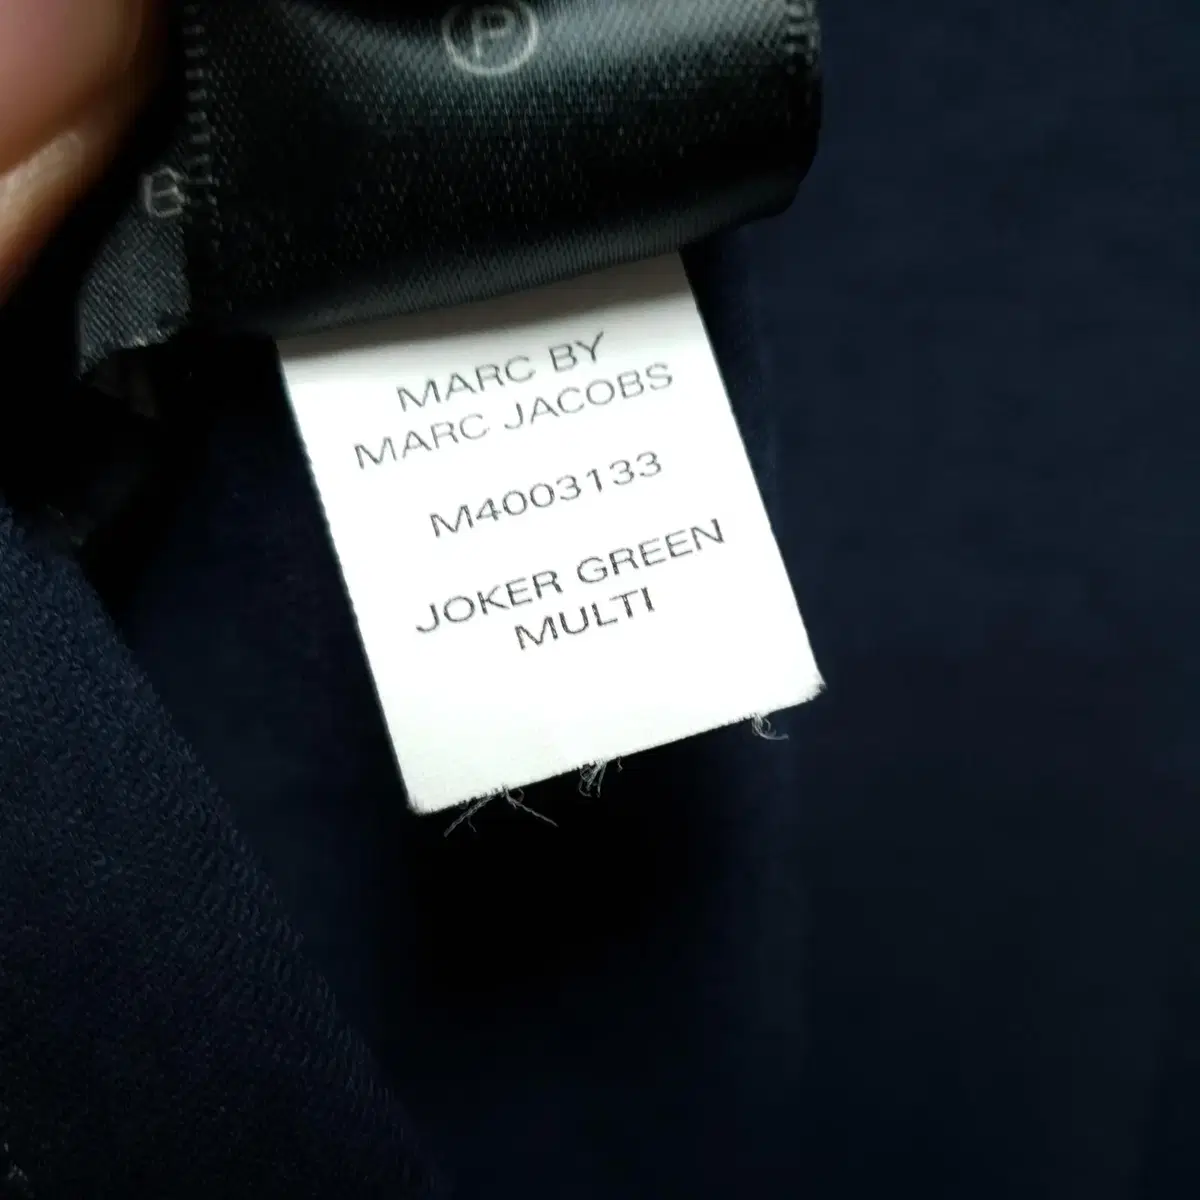 P
B
MARC BY
MARC JACOBS
M4003133
JOKER GREEN
MULTI